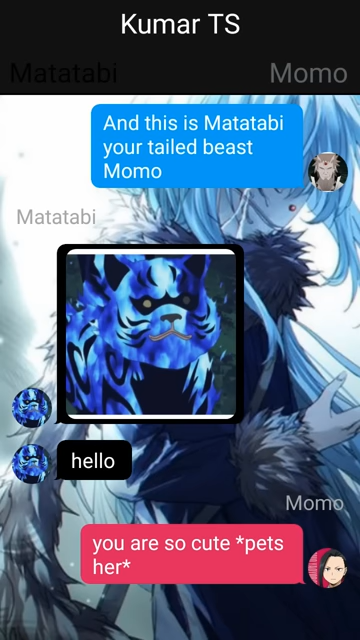 Kumar TS
Matatabi
Momo
And this is Matatabi
your tailed beast
Momo
Matatabi
hello
Momo
you are so cute *pets
her*